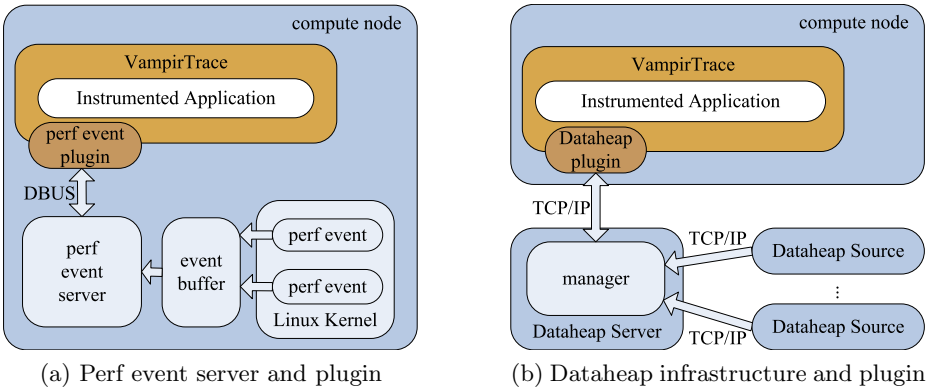 compute node
VampirTrace
Instrumented Application
perf event
plugin
DBUS
perf
event
server
event
buffer
perf event
perf event
Linux Kernel
(a) Perf event server and plugin
compute node
VampirTrace
Instrumented Application
Dataheap
plugin
TCP/IP
manager
Dataheap Server
TCP/IP
Dataheap Source
...
TCP/IP
Dataheap Source
(b) Dataheap infrastructure and plugin